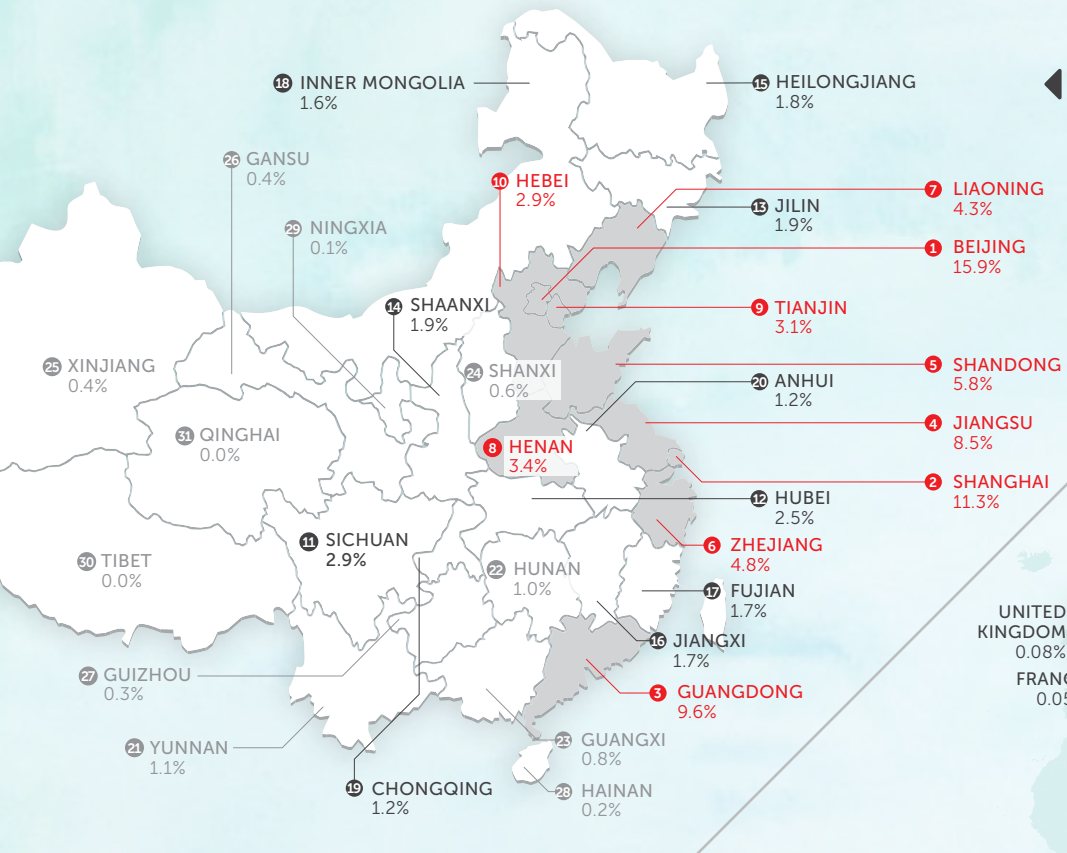 18 INNER MONGOLIA
1.6%
15 HEILONGJIANG
1.8%
26 GANSU
0.4%
10 HEBEI
2.9%
7 LIAONING
4.3%
13 JILIN
1.9%
29 NINGXIA
0.1%
1 BEIJING
15.9%
14 SHAANXI
1.9%
9 TIANJIN
3.1%
25 XINJIANG
0.4%
24 SHANXI
0.6%
5 SHANDONG
5.8%
20 ANHUI
1.2%
31 QINGHAI
0.0%
4 JIANGSU
8.5%
8 HENAN
3.4%
2 SHANGHAI
11.3%
12 HUBEI
2.5%
11 SICHUAN
2.9%
6 ZHEJIANG
4.8%
30 TIBET
0.0%
22 HUNAN
1.0%
17 FUJIAN
1.7%
UNITED
KINGDOM
0.08%
16 JIANGXI
1.7%
27 GUIZHOU
0.3%
3 GUANGDONG
9.6%
21 YUNNAN
1.1%
23 GUANGXI
0.8%
19 CHONGQING
1.2%
28 HAINAN
0.2%